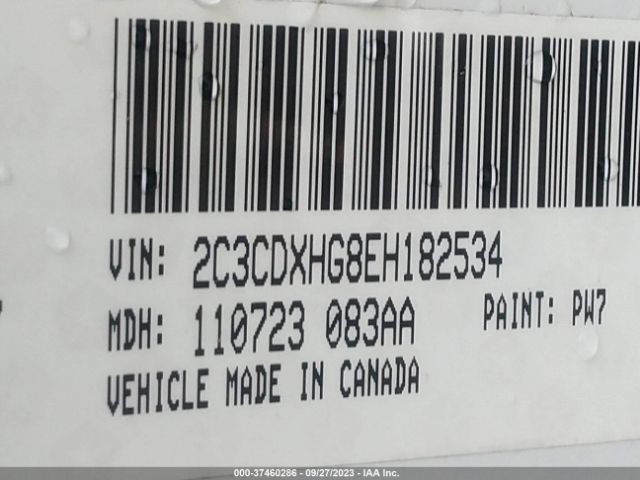 VIN: 2C3CDXHG8EH182534
MDH: 110723 083AA PAINT: PW7
VEHICLE MADE IN CANADA
000-37460286 - 09/27/2023 - IAA Inc.